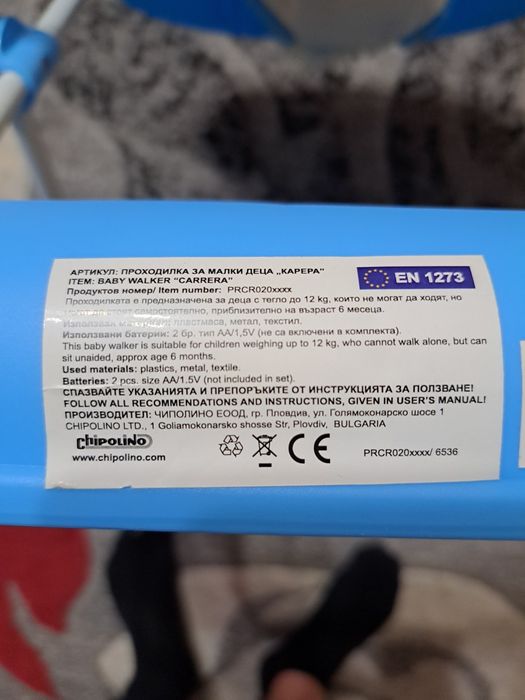 АРТИКУЛ: ПРОХОДИЛКА ЗА МАЛКИ ДЕЦА „КАРЕРА"
ITEM: BABY WALKER "CARRERA"
Продуктов номер/ Item number: PRCR020xxxx
EN 1273
Проходилката е предназначена за деца с тегло до 12 kg, които не могат да ходят, но
стоят самостоятелно, приблизително на възраст 6 месеца.
Използвани материали: пластмаса, метал, текстил.
Използвани батерии: 2 бр. тип AA/1,5V (не са включени в комплекта).
This baby walker is suitable for children weighing up to 12 kg, who cannot walk alone, but can
sit unaided, approx age 6 months.
Used materials: plastics, metal, textile.
Batteries: 2 pcs. size AA/1.5V (not included in set).
СПАЗВАЙТЕ УКАЗАНИЯТА И ПРЕПОРЪКИТЕ ОТ ИНСТРУКЦИЯТА ЗА ПОЛЗВАНЕ!
FOLLOW ALL RECOMMENDATIONS AND INSTRUCTIONS, GIVEN IN USER'S MANUAL!
ПРОИЗВОДИТЕЛ: ЧИПОЛИНО ЕООД, гр. Пловдив, ул. Голямоконарско шосе 1
CHIPOLINO LTD., 1 Goliamokonarsko shosse Str, Plovdiv, BULGARIA
chipolino
www.chipolino.com
CE
PRCR020xxxx/ 6536